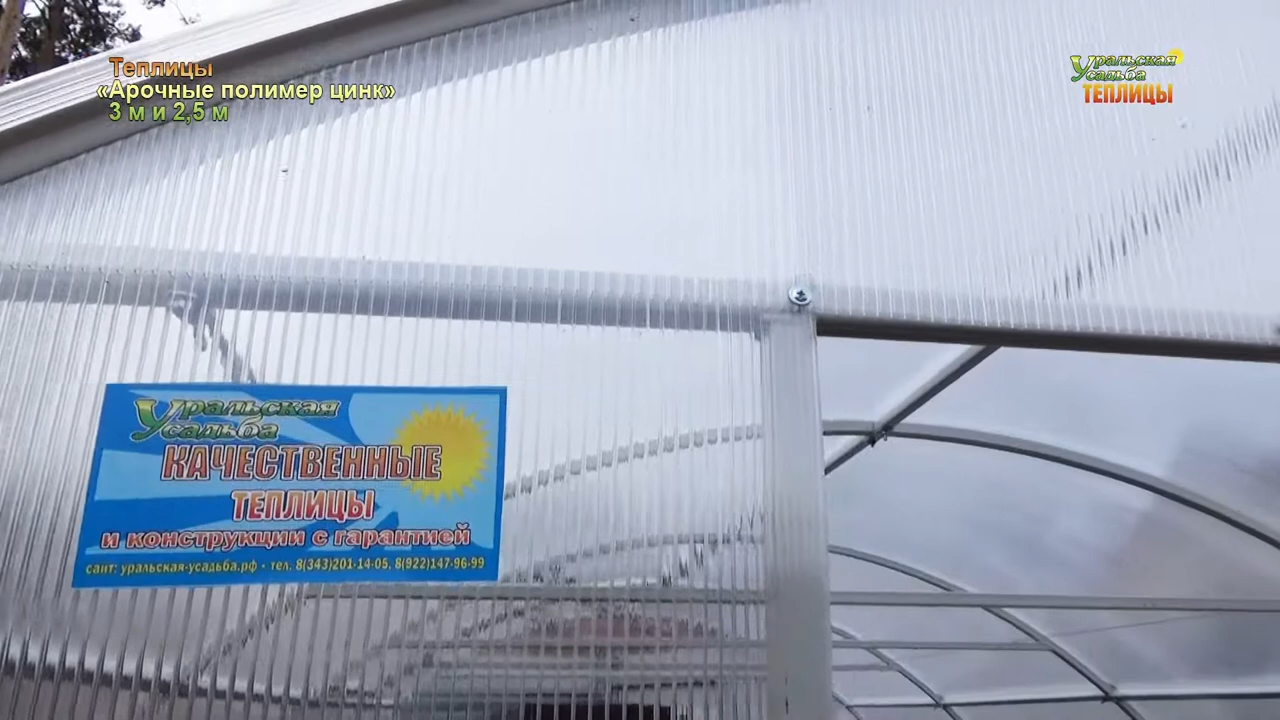 Теплицы
«Арочные полимер цинк»
3 м и 2,5 м
Уральская
Усадьба
ТЕПЛИЦЫ
Уральская
Усадьба
КАЧЕСТВЕННЫЕ
ТЕПЛИЦЫ
и конструкции с гарантией
сайт: уральская-усадьба.рф - тел. 8(343)201-14-05, 8(922)147-96-99